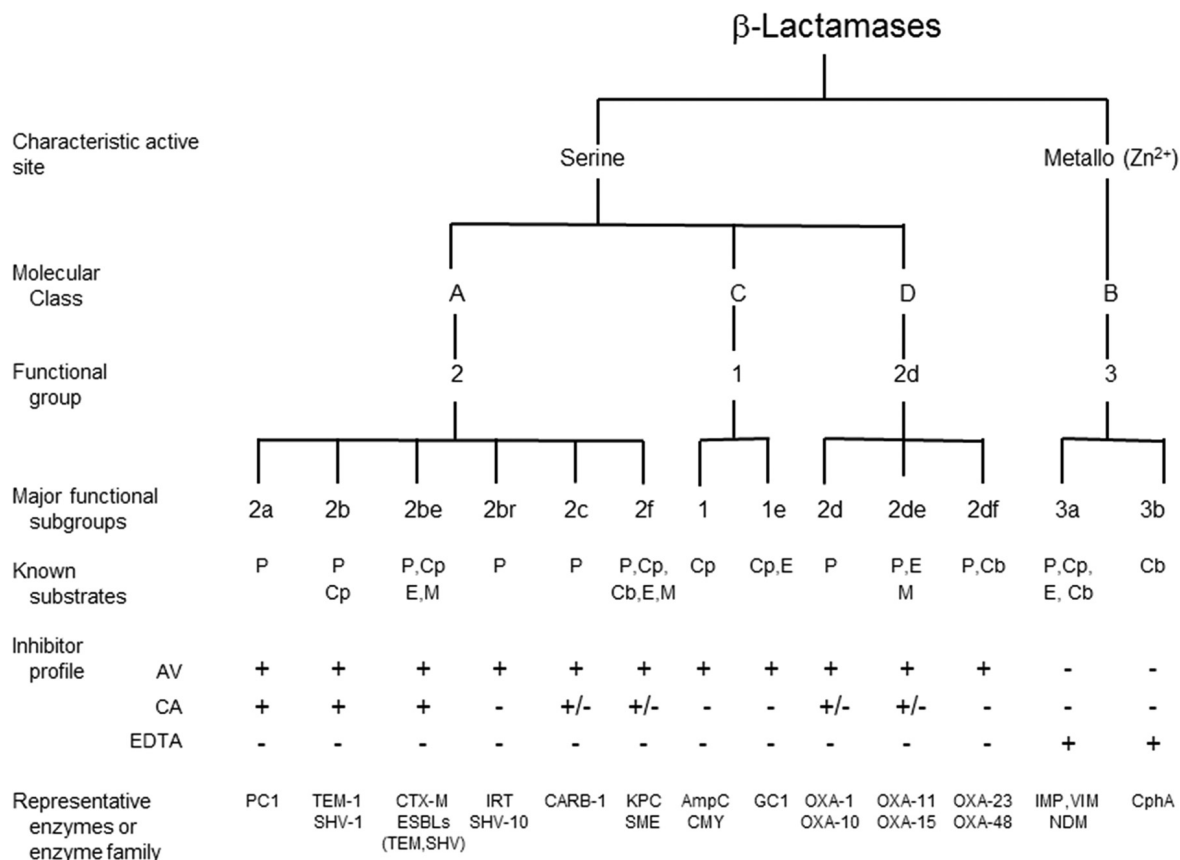 β-Lactamases
Characteristic active
site
Serine
Metallo (Zn²⁺)
Molecular
Class
A C D B
Functional
group
2 1 2d 3
Major functional
subgroups
2a 2b 2be 2br 2c 2f 1 1e 2d 2de 2df 3a 3b
Known
substrates
P P P,Cp P P P,Cp, Cp Cp,E P P,E P,Cb P,Cp, Cb
Cp E,M Cb,E,M M E, Cb
Inhibitor
profile
AV + + + + + + + + + + + - -
CA + + + - +/- +/- - - +/- +/- - - -
EDTA - - - - - - - - - - - + +
Representative
enzymes or
enzyme family
PC1 TEM-1 CTX-M IRT CARB-1 KPC AmpC GC1 OXA-1 OXA-11 OXA-23 IMP,VIM CphA
SHV-1 ESBLs SHV-10 SME CMY OXA-10 OXA-15 OXA-48 NDM
(TEM,SHV)